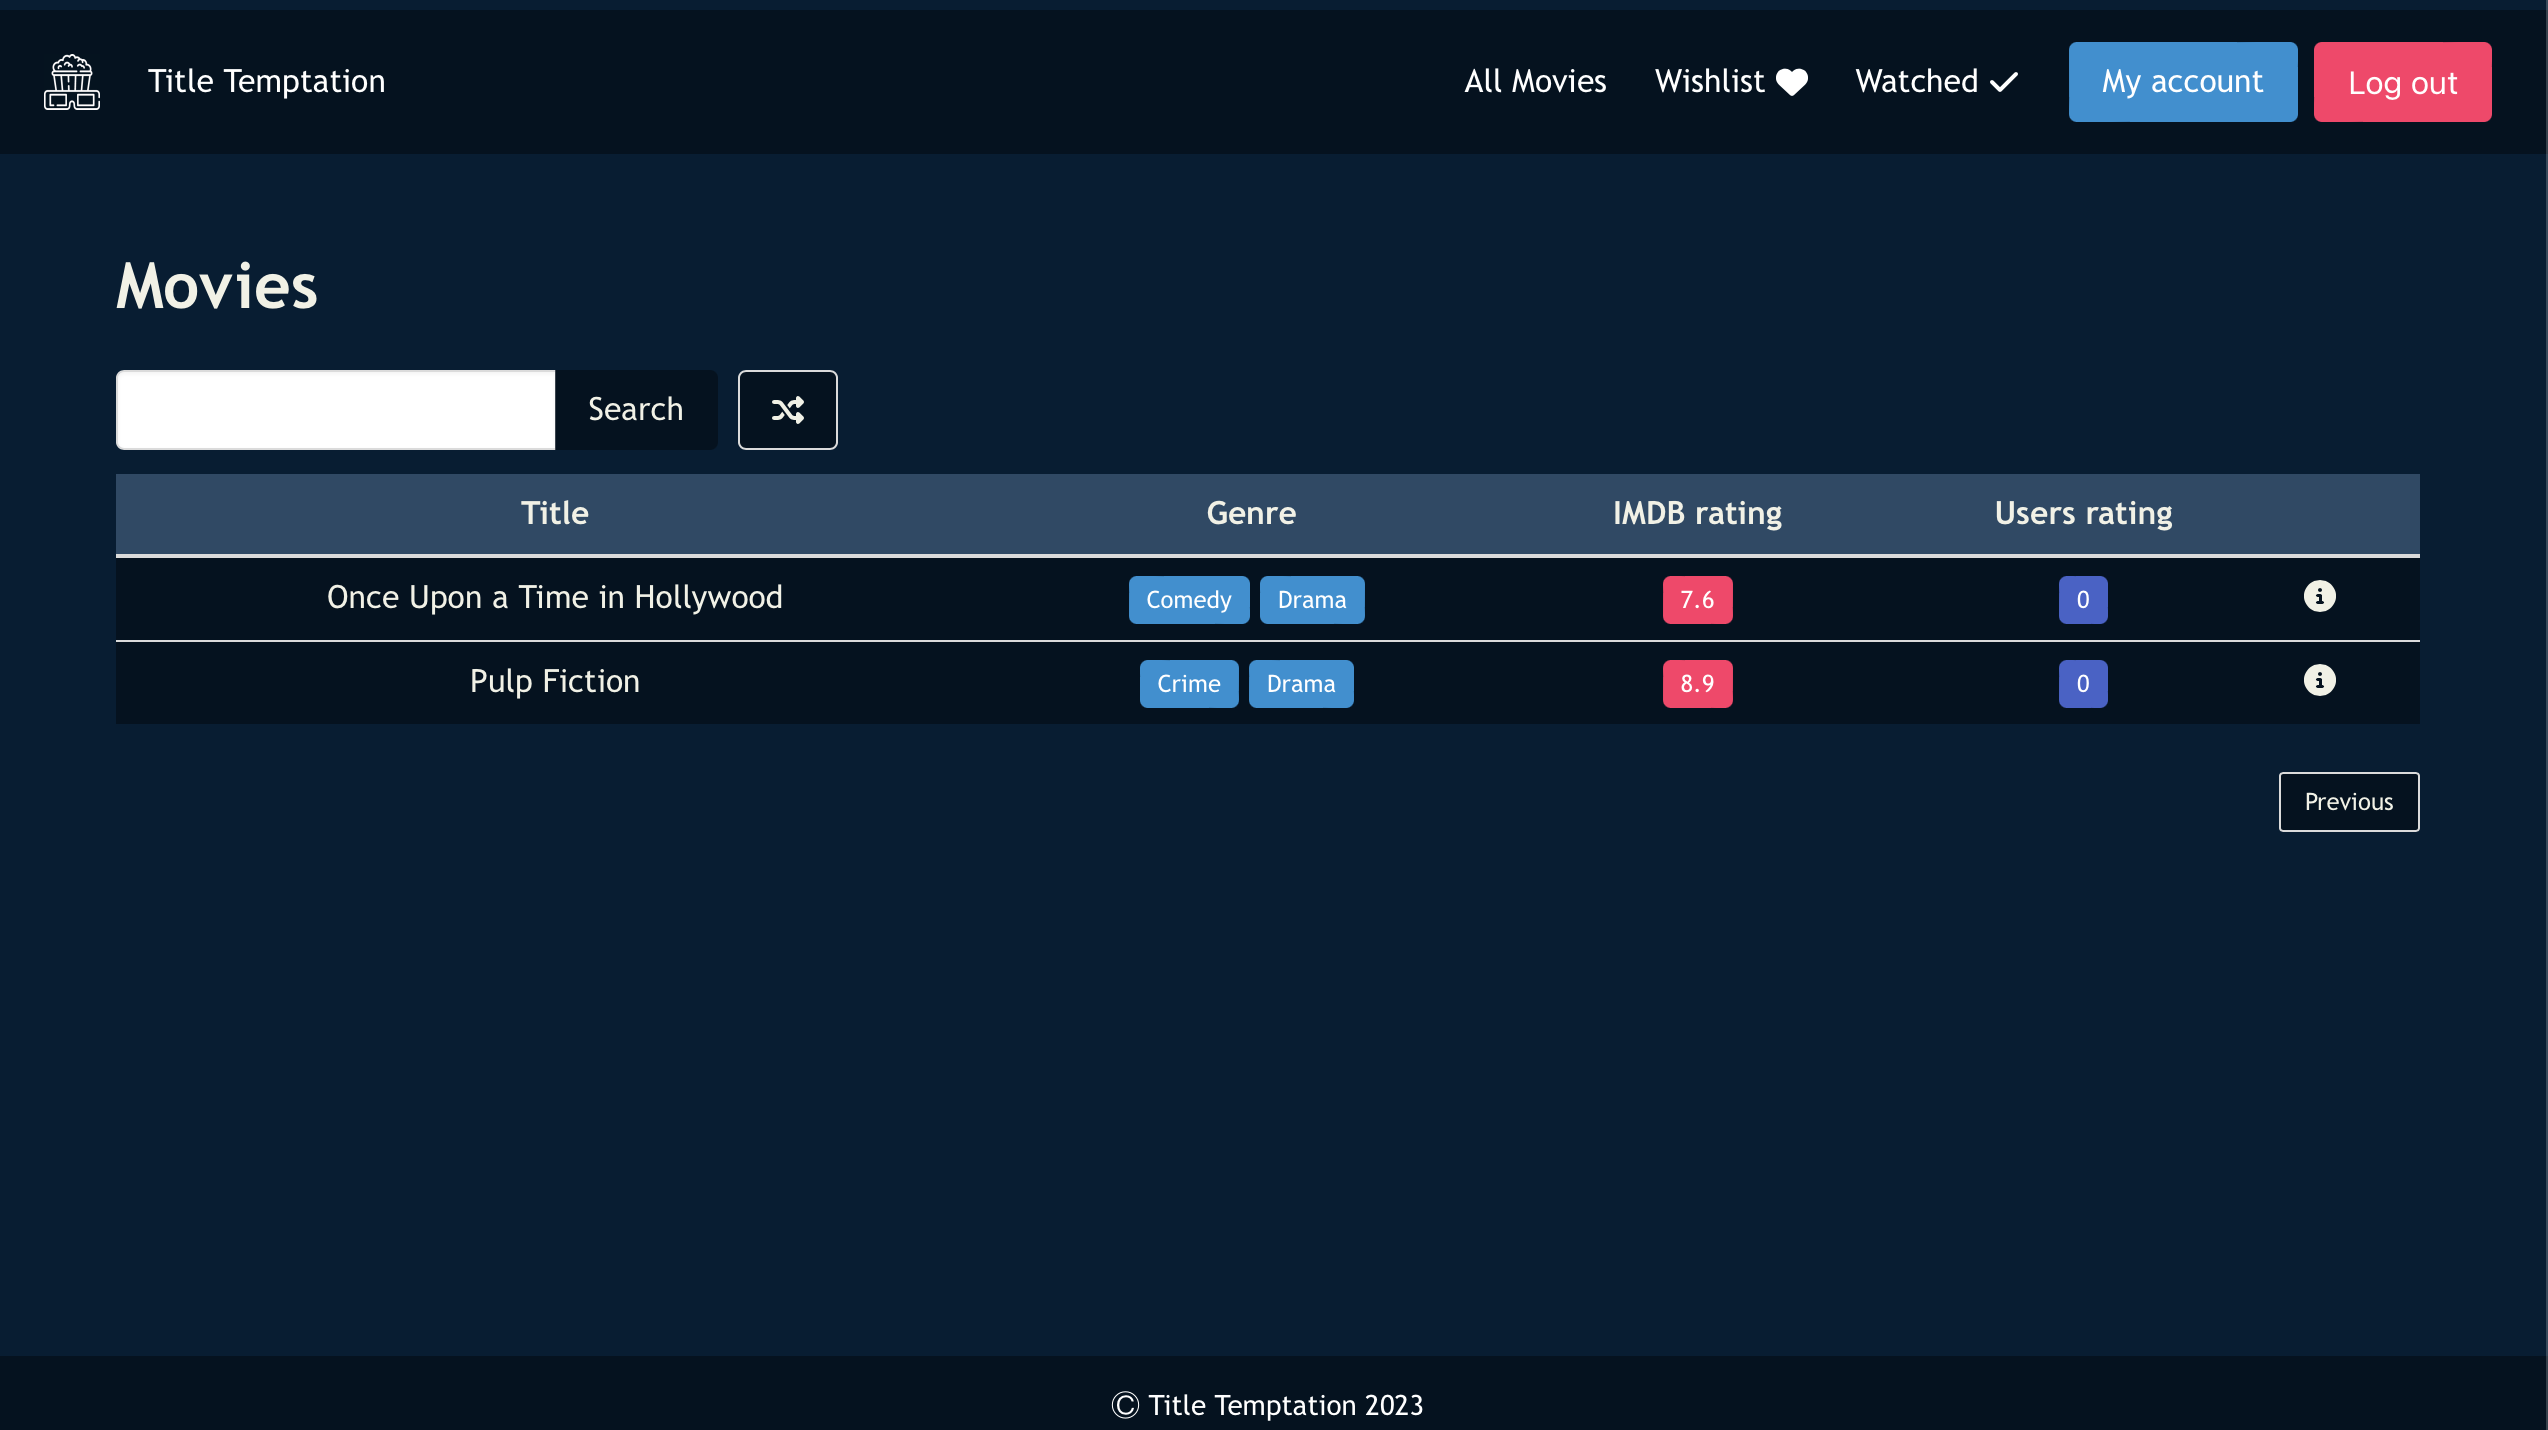 Title Temptation
All Movies Wishlist Watched My account Log out
Movies
Search
Title Genre IMDB rating Users rating
Once Upon a Time in Hollywood Comedy Drama 7.6 0
Pulp Fiction Crime Drama 8.9 0
Previous
© Title Temptation 2023